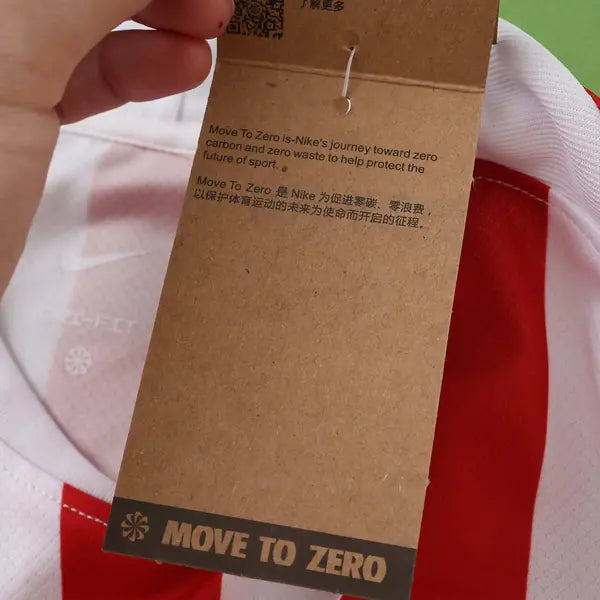 了解更多
Move To Zero is-Nike's journey toward zero
carbon and zero waste to help protect the
future of sport.
Move To Zero 是 Nike 为促进零碳、零浪费，
以保护体育运动的未来为使命而开启的征程。
MOVE TO ZERO